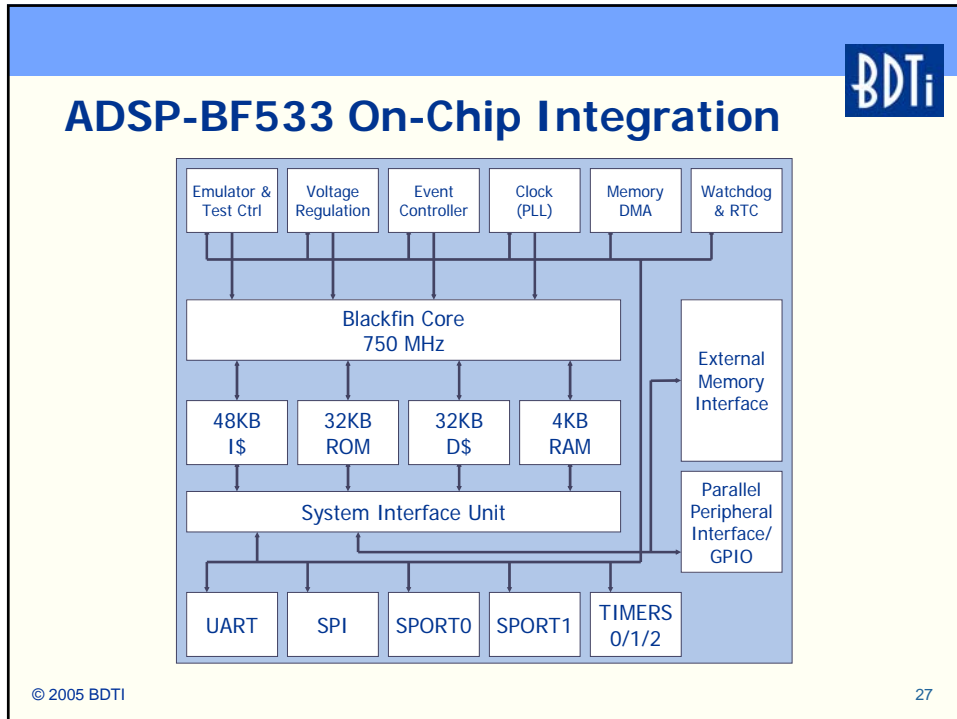 BDTi
ADSP-BF533 On-Chip Integration
Emulator &
Test Ctrl
Voltage
Regulation
Event
Controller
Clock
(PLL)
Memory
DMA
Watchdog
& RTC
Blackfin Core
750 MHz
External
Memory
Interface
48KB
I$
32KB
ROM
32KB
D$
4KB
RAM
System Interface Unit
Parallel
Peripheral
Interface/
GPIO
UART
SPI
SPORT0
SPORT1
TIMERS
0/1/2
© 2005 BDTI
27